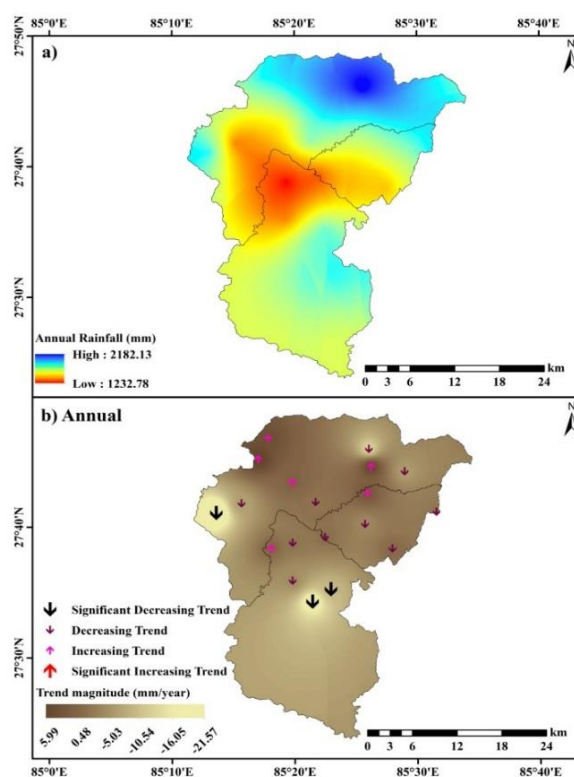 85°0'E 85°10'E 85°20'E 85°30'E 85°40'E
27°50'N
a)
N
27°40'N
27°30'N
Annual Rainfall (mm)
High : 2182.13
Low : 1232.78
km
0 3 6 12 18 24
b) Annual
N
27°40'N
Significant Decreasing Trend
Decreasing Trend
Increasing Trend
Significant Increasing Trend
27°30'N
Trend magnitude (mm/year)
5.99 0.48 -5.03 -10.54 -16.05 -21.57
km
0 3 6 12 18 24
85°0'E 85°10'E 85°20'E 85°30'E 85°40'E